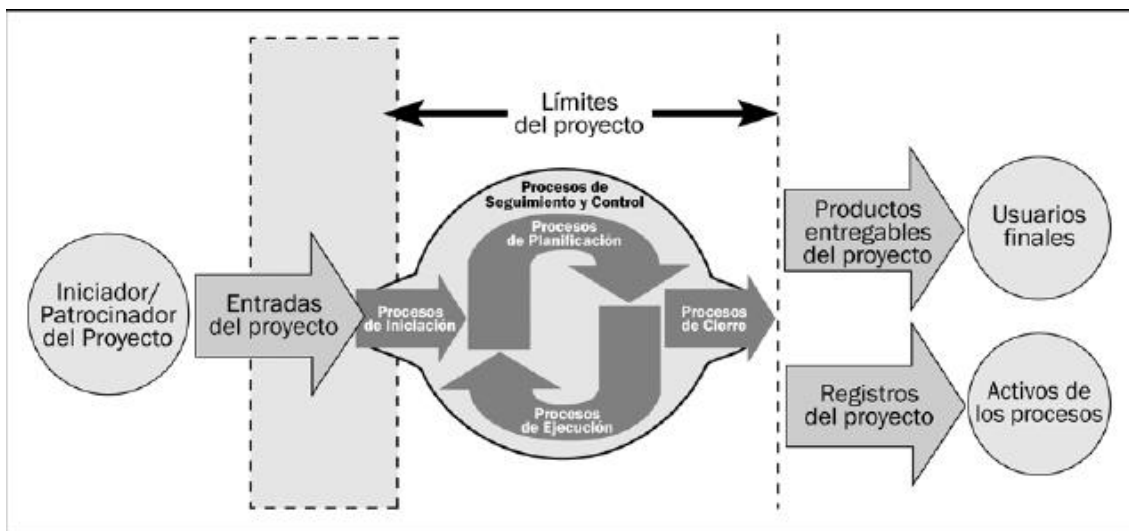 Límites
del proyecto
Procesos de
Seguimiento y Control
Procesos
de Planificación
Iniciador/
Patrocinador
del Proyecto
Entradas
del proyecto
Procesos
de Iniciación
Procesos
de Cierre
Procesos
de Ejecución
Productos
entregables
del proyecto
Usuarios
finales
Registros
del proyecto
Activos de
los procesos